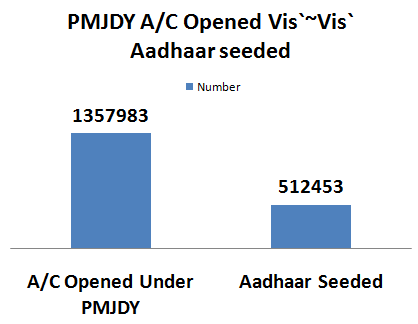 PMJDY A/C Opened Vis`~Vis`
Aadhaar seeded
Number
1357983
512453
A/C Opened Under
PMJDY
Aadhaar Seeded